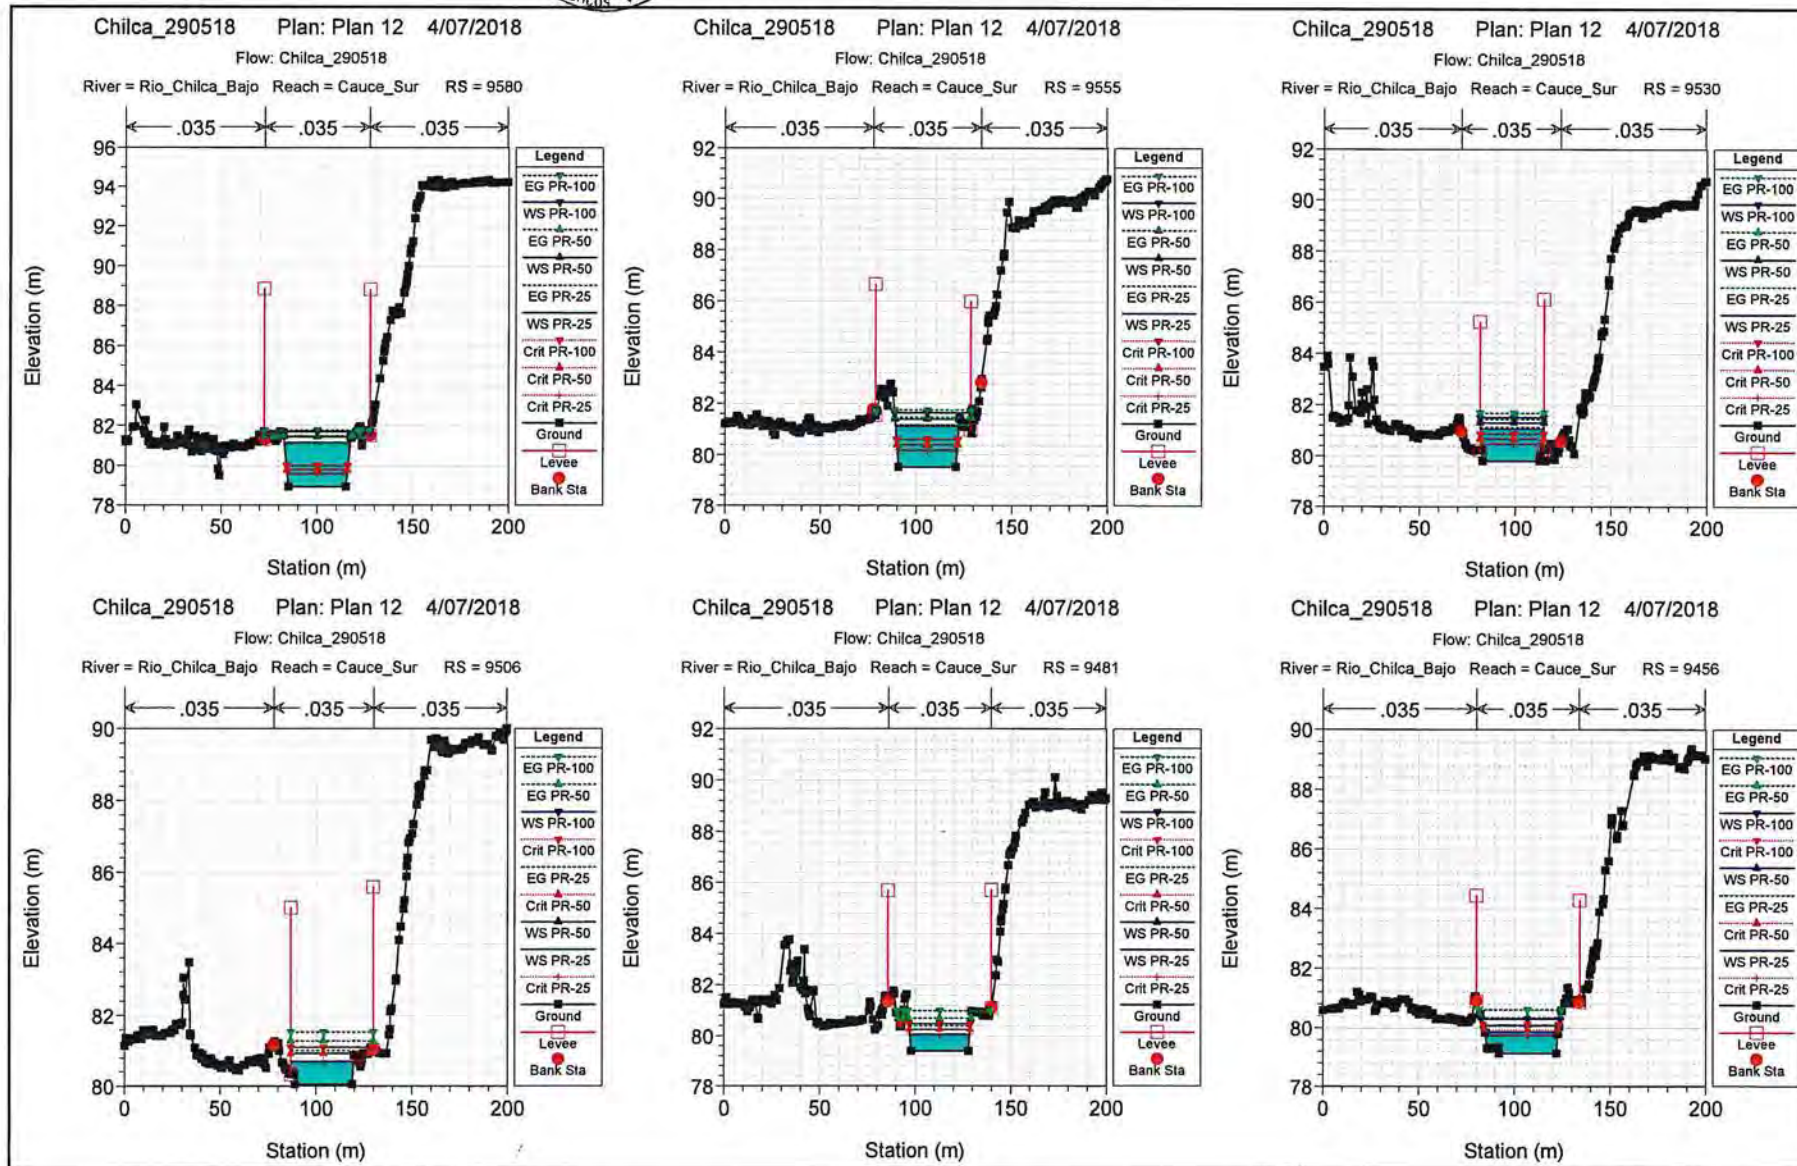 Chilca_290518 Plan: Plan 12 4/07/2018
Flow: Chilca_290518
River = Rio_Chilca_Bajo Reach = Cauce_Sur RS = 9580
.035 .035 .035
96
94
92
90
88
86
84
82
80
78
0 50 100 150 200
Elevation (m)
Station (m)
Legend
EG PR-100
WS PR-100
EG PR-50
WS PR-50
EG PR-25
WS PR-25
Crit PR-100
Crit PR-50
Crit PR-25
Ground
Levee
Bank Sta
Chilca_290518 Plan: Plan 12 4/07/2018
Flow: Chilca_290518
River = Rio_Chilca_Bajo Reach = Cauce_Sur RS = 9555
.035 .035 .035
92
90
88
86
84
82
80
78
0 50 100 150 200
Elevation (m)
Station (m)
Legend
EG PR-100
WS PR-100
EG PR-50
WS PR-50
EG PR-25
WS PR-25
Crit PR-100
Crit PR-50
Crit PR-25
Ground
Levee
Bank Sta
Chilca_290518 Plan: Plan 12 4/07/2018
Flow: Chilca_290518
River = Rio_Chilca_Bajo Reach = Cauce_Sur RS = 9530
.035 .035 .035
92
90
88
86
84
82
80
78
0 50 100 150 200
Elevation (m)
Station (m)
Legend
EG PR-100
WS PR-100
EG PR-50
WS PR-50
EG PR-25
WS PR-25
Crit PR-100
Crit PR-50
Crit PR-25
Ground
Levee
Bank Sta
Chilca_290518 Plan: Plan 12 4/07/2018
Flow: Chilca_290518
River = Rio_Chilca_Bajo Reach = Cauce_Sur RS = 9506
.035 .035 .035
90
88
86
84
82
80
0 50 100 150 200
Elevation (m)
Station (m)
Legend
EG PR-100
EG PR-50
WS PR-100
Crit PR-100
EG PR-25
Crit PR-50
WS PR-50
WS PR-25
Crit PR-25
Ground
Levee
Bank Sta
Chilca_290518 Plan: Plan 12 4/07/2018
Flow: Chilca_290518
River = Rio_Chilca_Bajo Reach = Cauce_Sur RS = 9481
.035 .035 .035
92
90
88
86
84
82
80
78
0 50 100 150 200
Elevation (m)
Station (m)
Legend
EG PR-100
EG PR-50
WS PR-100
Crit PR-100
EG PR-25
Crit PR-50
WS PR-50
WS PR-25
Crit PR-25
Ground
Levee
Bank Sta
Chilca_290518 Plan: Plan 12 4/07/2018
Flow: Chilca_290518
River = Rio_Chilca_Bajo Reach = Cauce_Sur RS = 9456
.035 .035 .035
90
88
86
84
82
80
78
0 50 100 150 200
Elevation (m)
Station (m)
Legend
EG PR-100
EG PR-50
WS PR-100
Crit PR-100
WS PR-50
EG PR-25
Crit PR-50
WS PR-25
Crit PR-25
Ground
Levee
Bank Sta